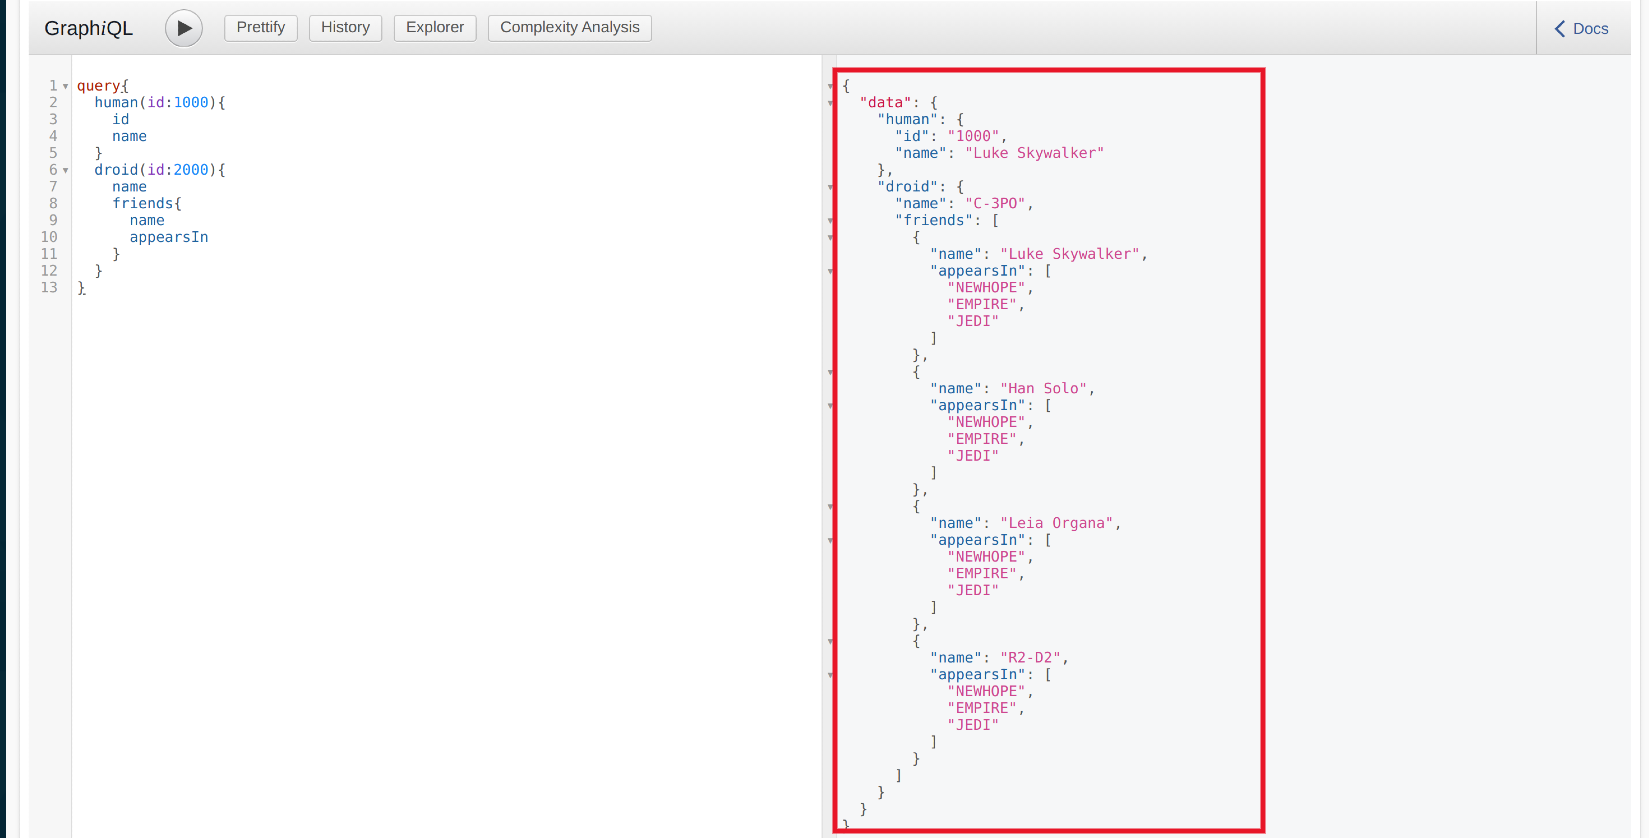 GraphiQL Prettify History Explorer Complexity Analysis Docs
1 query{
2   human(id:1000){
3     id
4     name
5   }
6   droid(id:2000){
7     name
8     friends{
9       name
10       appearsIn
11     }
12   }
13 }
{
  "data": {
    "human": {
      "id": "1000",
      "name": "Luke Skywalker"
    },
    "droid": {
      "name": "C-3PO",
      "friends": [
        {
          "name": "Luke Skywalker",
          "appearsIn": [
            "NEWHOPE",
            "EMPIRE",
            "JEDI"
          ]
        },
        {
          "name": "Han Solo",
          "appearsIn": [
            "NEWHOPE",
            "EMPIRE",
            "JEDI"
          ]
        },
        {
          "name": "Leia Organa",
          "appearsIn": [
            "NEWHOPE",
            "EMPIRE",
            "JEDI"
          ]
        },
        {
          "name": "R2-D2",
          "appearsIn": [
            "NEWHOPE",
            "EMPIRE",
            "JEDI"
          ]
        }
      ]
    }
  }
}